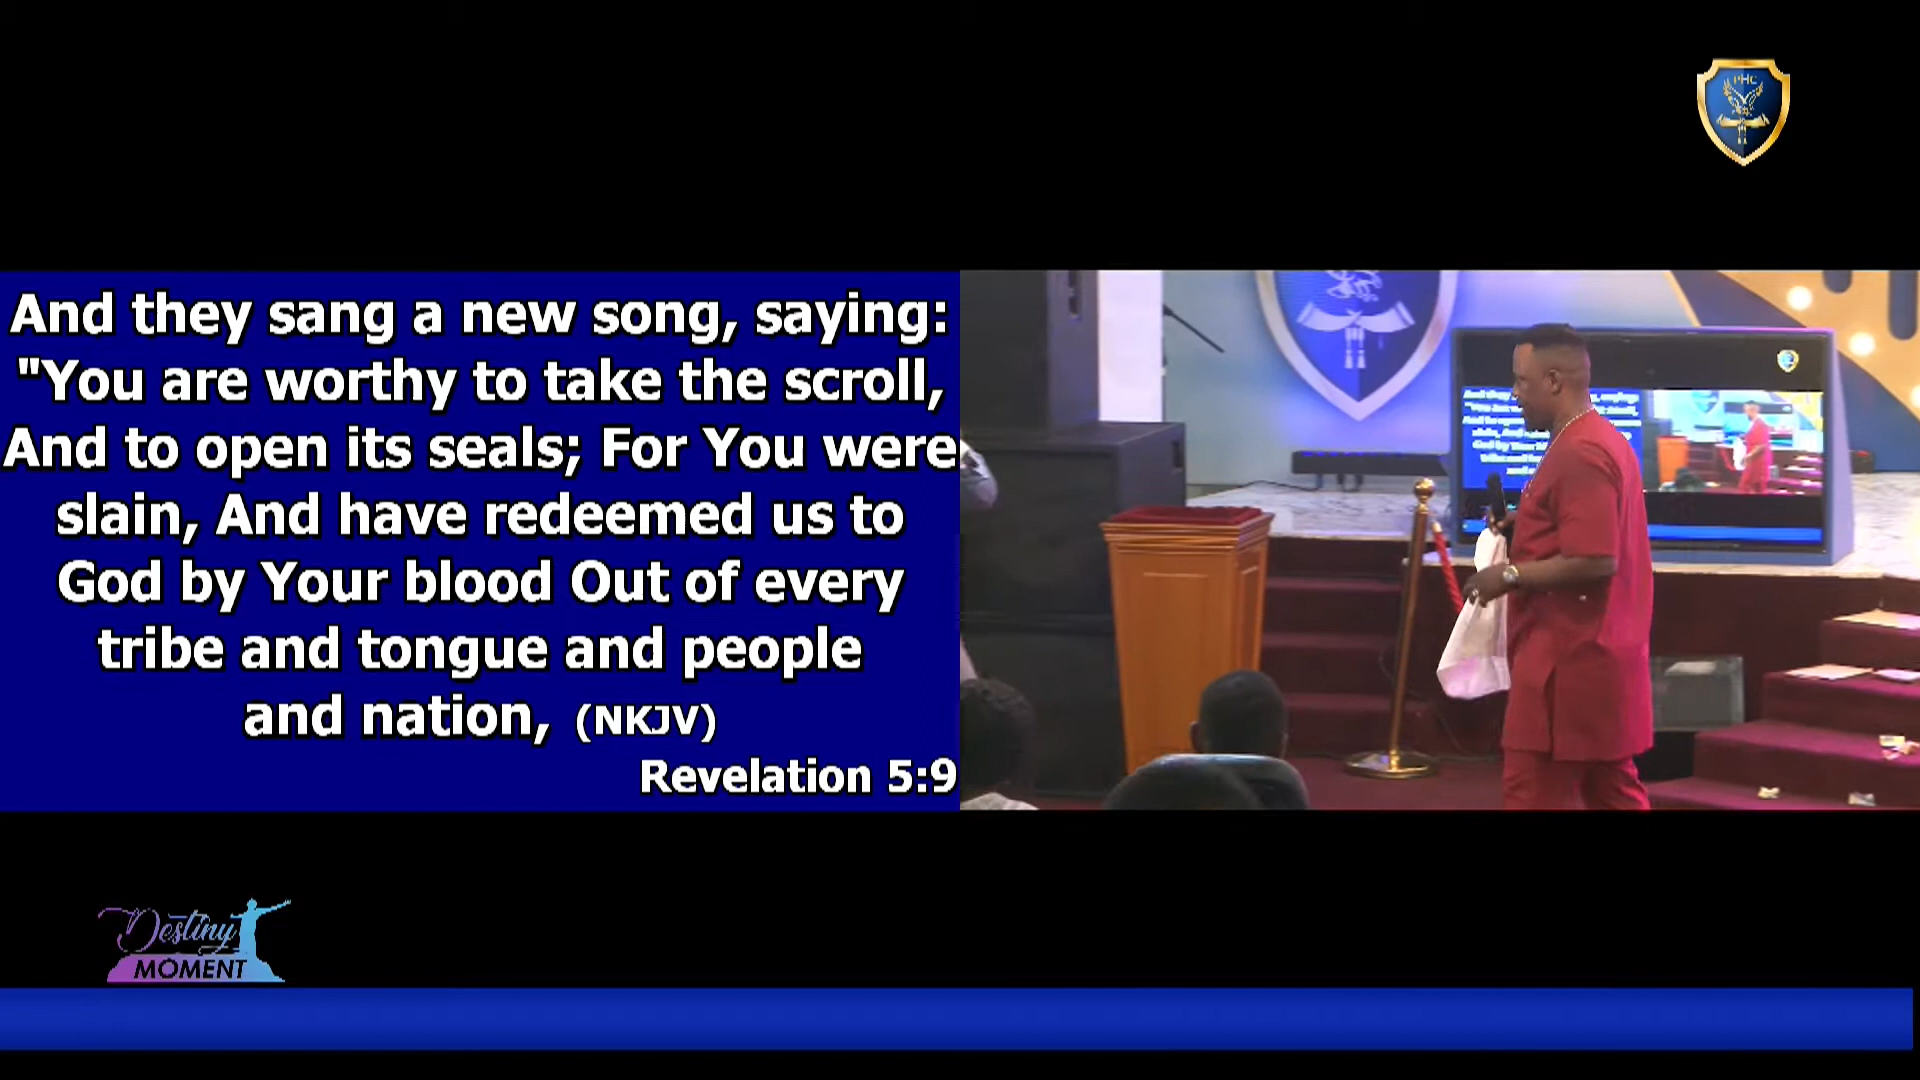 PHC
And they sang a new song, saying:
"You are worthy to take the scroll,
And to open its seals; For You were
slain, And have redeemed us to
God by Your blood Out of every
tribe and tongue and people
and nation, (NKJV)
Revelation 5:9
Destiny
MOMENT